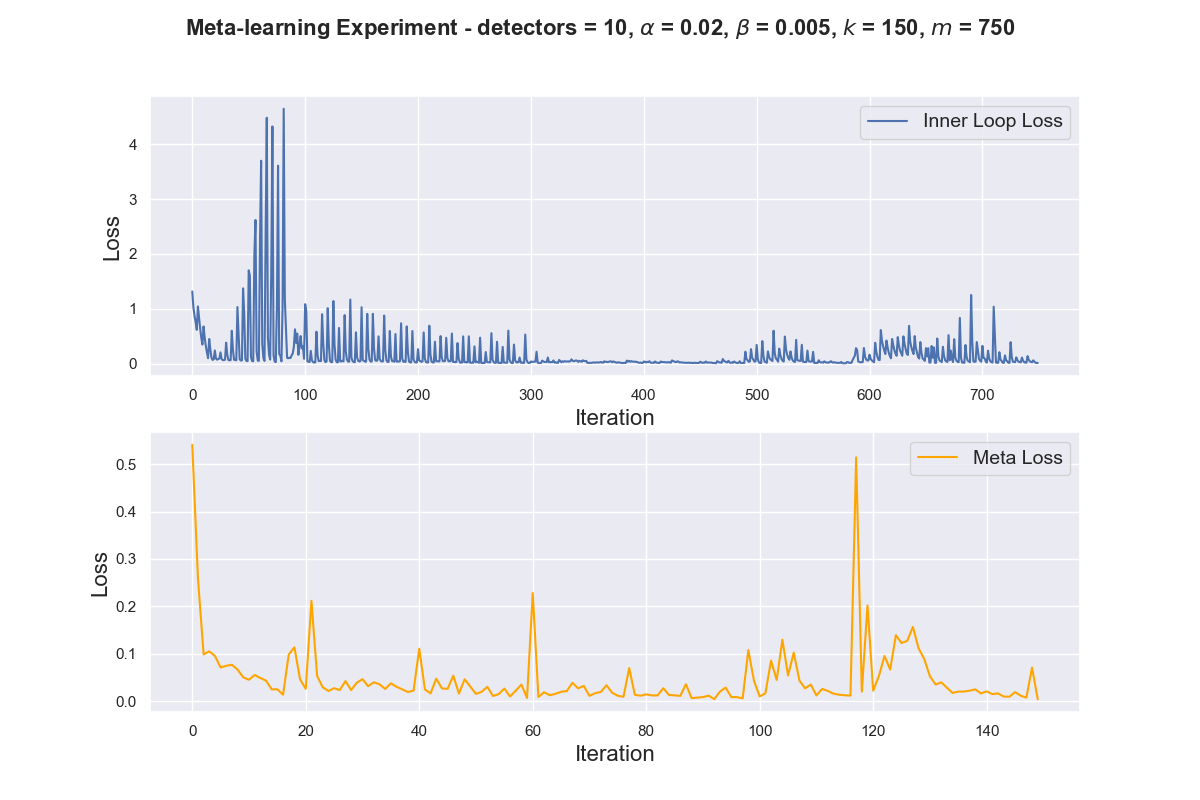 Meta-learning Experiment - detectors = 10, α = 0.02, β = 0.005, k = 150, m = 750
Inner Loop Loss
Loss
4
3
2
1
0
0 100 200 300 400 500 600 700
Iteration
Meta Loss
Loss
0.5
0.4
0.3
0.2
0.1
0.0
0 20 40 60 80 100 120 140
Iteration